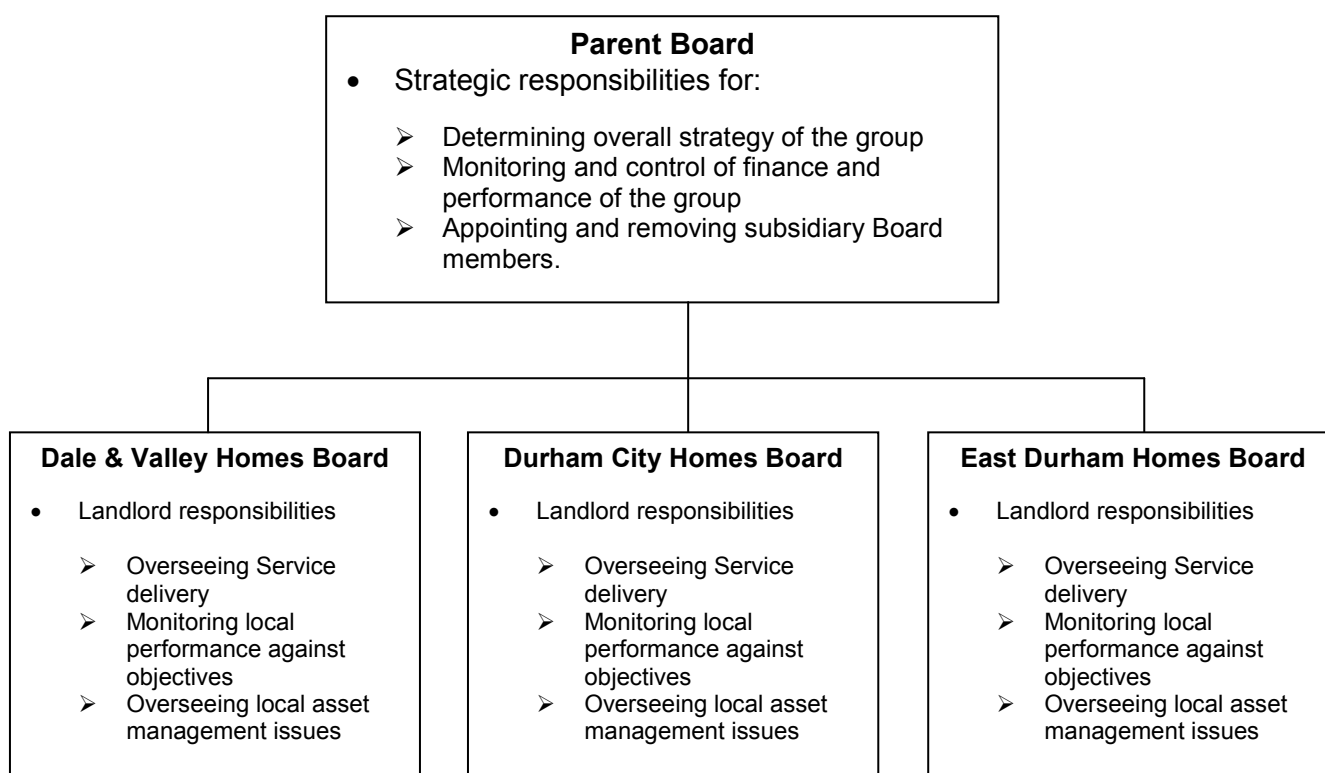 Parent Board
• Strategic responsibilities for:
➢ Determining overall strategy of the group
➢ Monitoring and control of finance and
performance of the group
➢ Appointing and removing subsidiary Board
members.
Dale & Valley Homes Board
• Landlord responsibilities
➢ Overseeing Service
delivery
➢ Monitoring local
performance against
objectives
➢ Overseeing local asset
management issues
Durham City Homes Board
• Landlord responsibilities
➢ Overseeing Service
delivery
➢ Monitoring local
performance against
objectives
➢ Overseeing local asset
management issues
East Durham Homes Board
• Landlord responsibilities
➢ Overseeing Service
delivery
➢ Monitoring local
performance against
objectives
➢ Overseeing local asset
management issues